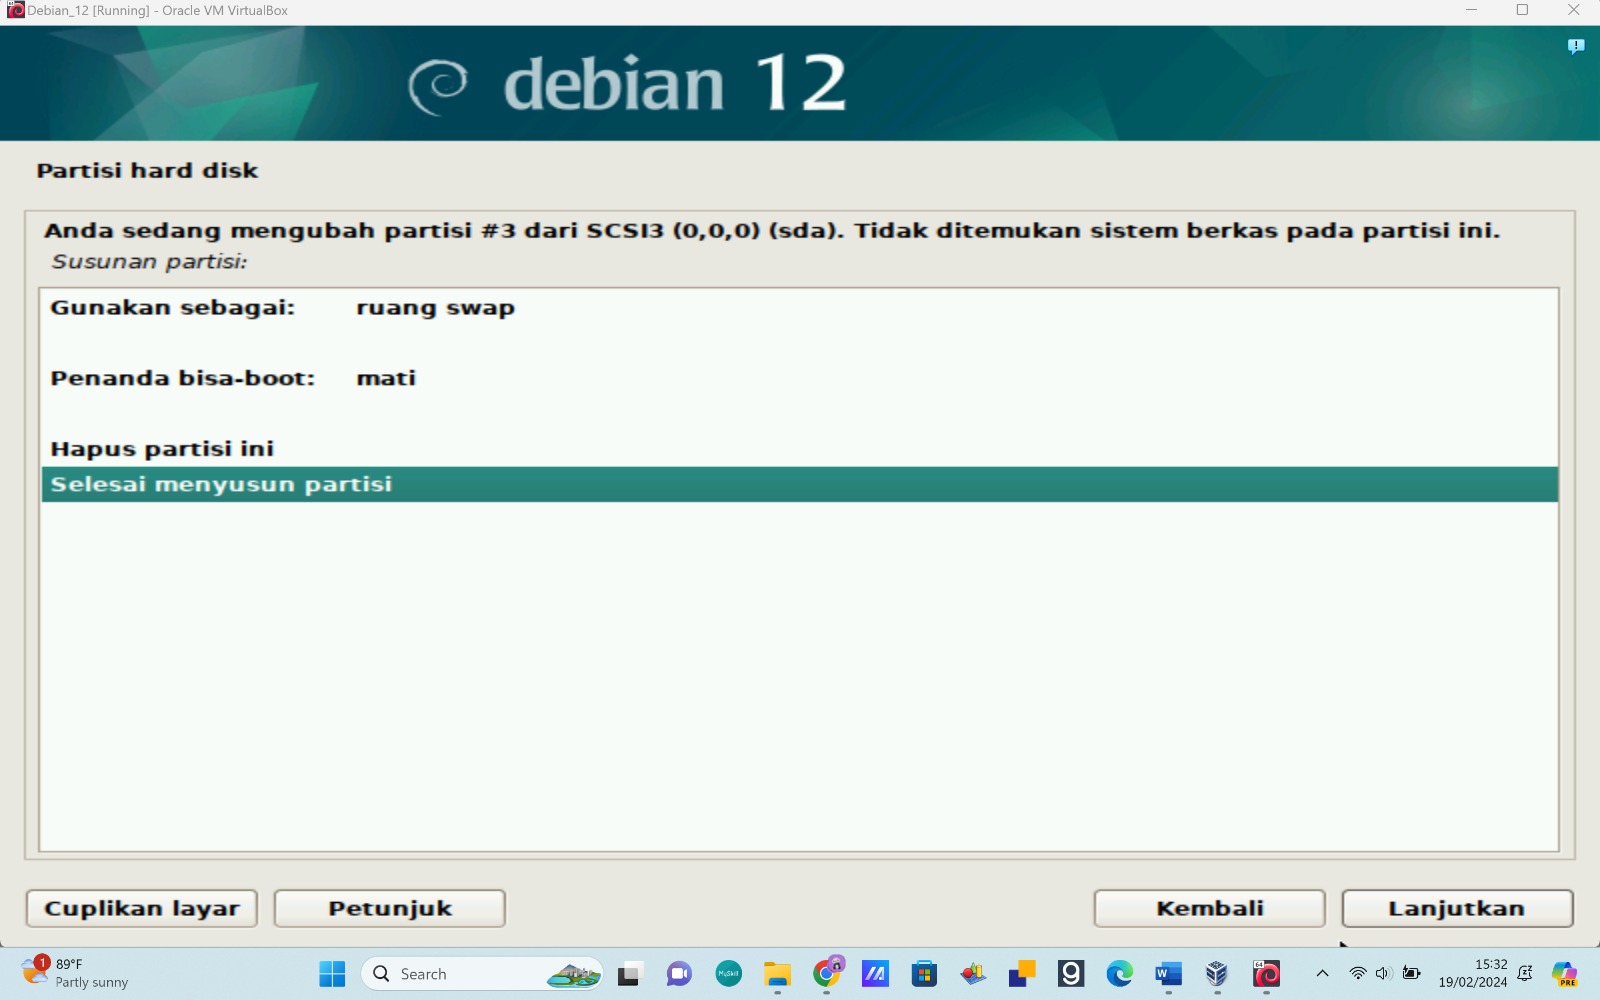 Debian_12 [Running] - Oracle VM VirtualBox
debian 12
Partisi hard disk
Anda sedang mengubah partisi #3 dari SCSI3 (0,0,0) (sda). Tidak ditemukan sistem berkas pada partisi ini.
Susunan partisi:
Gunakan sebagai: ruang swap
Penanda bisa-boot: mati
Hapus partisi ini
Selesai menyusun partisi
Cuplikan layar Petunjuk Kembali Lanjutkan
1 89°F
Partly sunny
Search
MySkill
g
W
64
15:32
19/02/2024
PRE